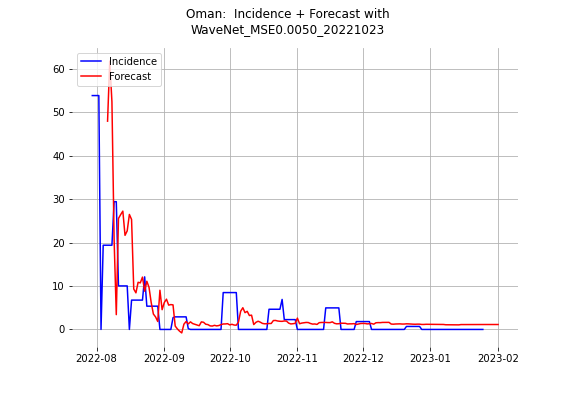 Oman:  Incidence + Forecast with
WaveNet_MSE0.0050_20221023
Incidence
Forecast
60
50
40
30
20
10
0
2022-08 2022-09 2022-10 2022-11 2022-12 2023-01 2023-02